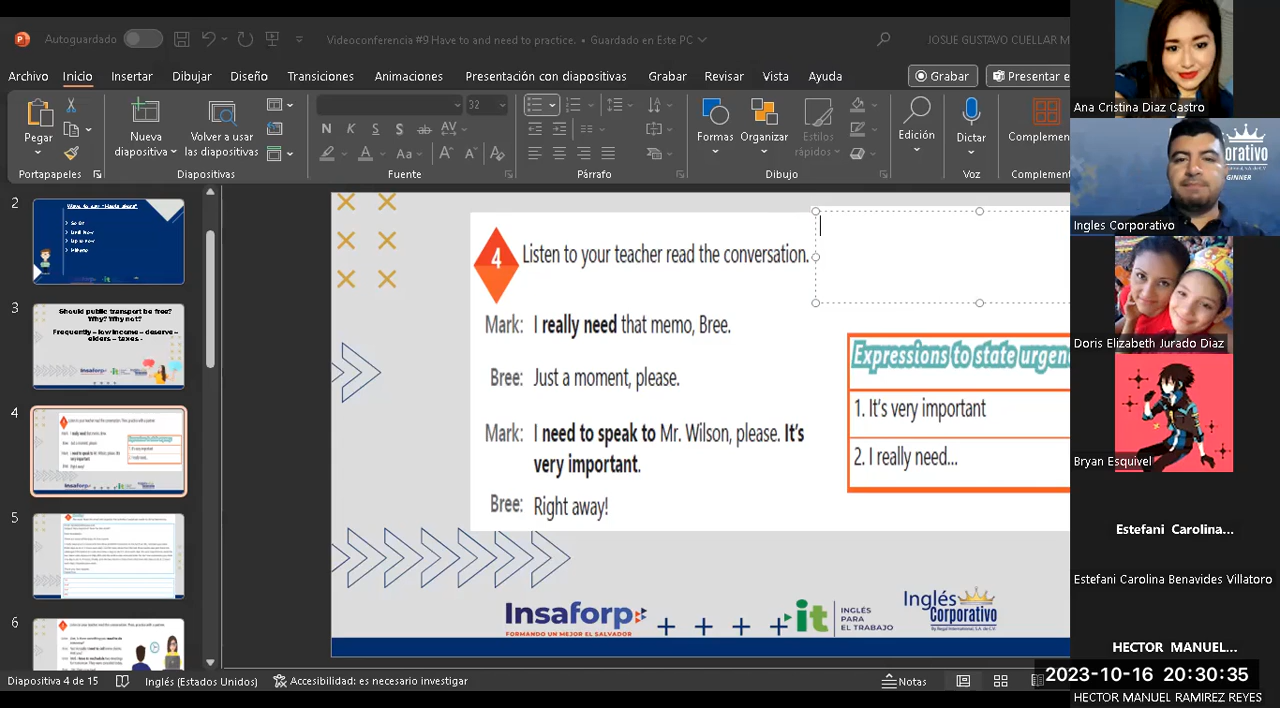 Autoguardado
Videoconferencia #9 Have to and need to practice. • Guardado en Este PC
JOSUE GUSTAVO CUELLAR M
Archivo Inicio Insertar Dibujar Diseño Transiciones Animaciones Presentación con diapositivas Grabar Revisar Vista Ayuda
Grabar
Presentar e
Pegar
Nueva diapositiva
Volver a usar las diapositivas
32
N K S S ab AV
Aa
Formas
Organizar
Estilos rápidos
Edición
Dictar
Complemen
Portapapeles
Diapositivas
Fuente
Párrafo
Dibujo
Voz
Complement
2
3
Should public transport be free?
Why? Why not?
Frequently – low income – deserve –
elders – taxes -
4
5
6
4
Listen to your teacher read the conversation.
Mark: I really need that memo, Bree.
Bree: Just a moment, please.
Mark: I need to speak to Mr. Wilson, please. It's
very important.
Bree: Right away!
Expressions to state urgen
1. It's very important
2. I really need...
Insaforp
FORMANDO UN MEJOR EL SALVADOR
it
INGLÉS
PARA
EL TRABAJO
Inglés
Corporativo
Diapositiva 4 de 15
Inglés (Estados Unidos)
Accesibilidad: es necesario investigar
Notas
Ana Cristina Diaz Castro
orativo
Ingles Corporativo
Doris Elizabeth Jurado Diaz
Bryan Esquivel
Estefani Carolina...
Estefani Carolina Benavides Villatoro
HECTOR MANUEL...
2023-10-16 20:30:35
HECTOR MANUEL RAMIREZ REYES